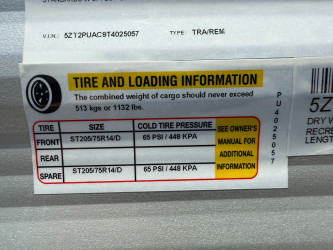 V.I.N.: 5ZT2PUAC9T4025057 TYPE: TRA/REM
TIRE AND LOADING INFORMATION
The combined weight of cargo should never exceed
513 kgs or 1132 lbs.
TIRE SIZE COLD TIRE PRESSURE
FRONT ST205/75R14/D 65 PSI / 448 KPA
REAR
SPARE ST205/75R14/D 65 PSI / 448 KPA
SEE OWNER'S
MANUAL FOR
ADDITIONAL
INFORMATION
PU4025057
5Z
DRY W
RECRE
LENGT